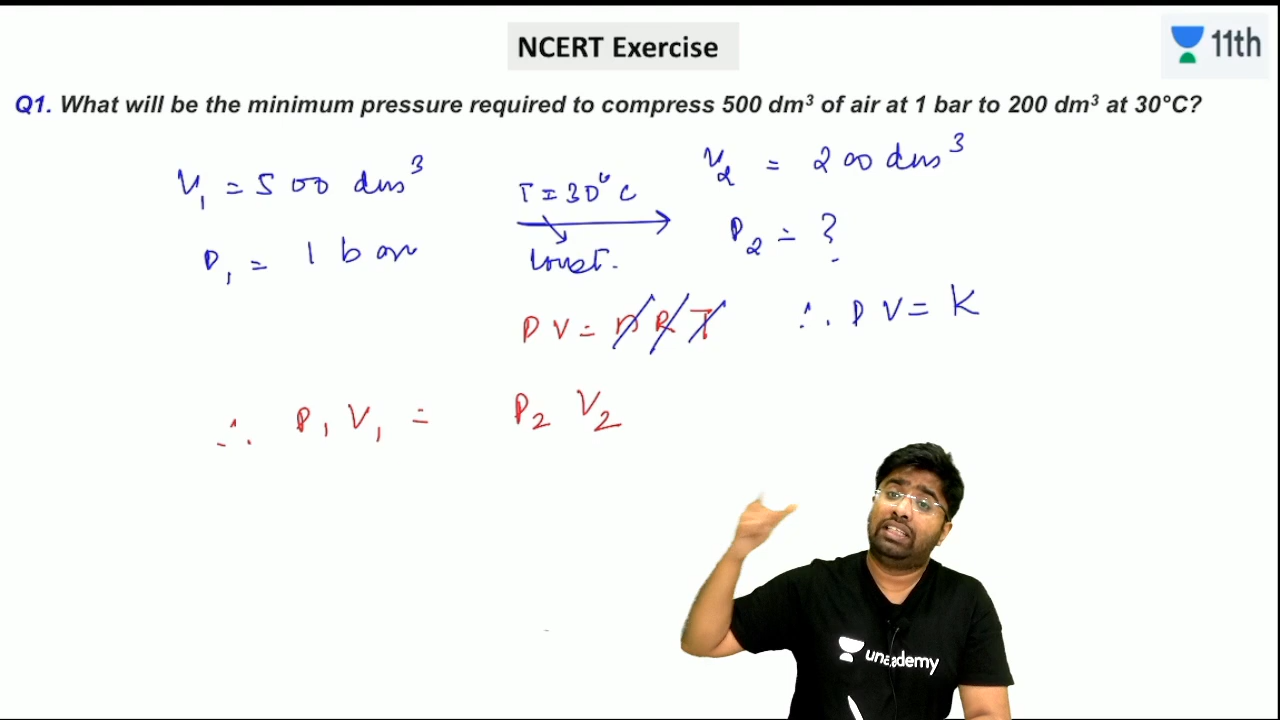 NCERT Exercise
11th
Q1. What will be the minimum pressure required to compress 500 dm³ of air at 1 bar to 200 dm³ at 30°C?
V₁ = 500 dm³
T = 30°C
V₂ = 200 dm³
P₁ = 1 bar
const.
P₂ = ?
PV = nRT
∴ PV = K
∴ P₁V₁ = P₂V₂
unacademy